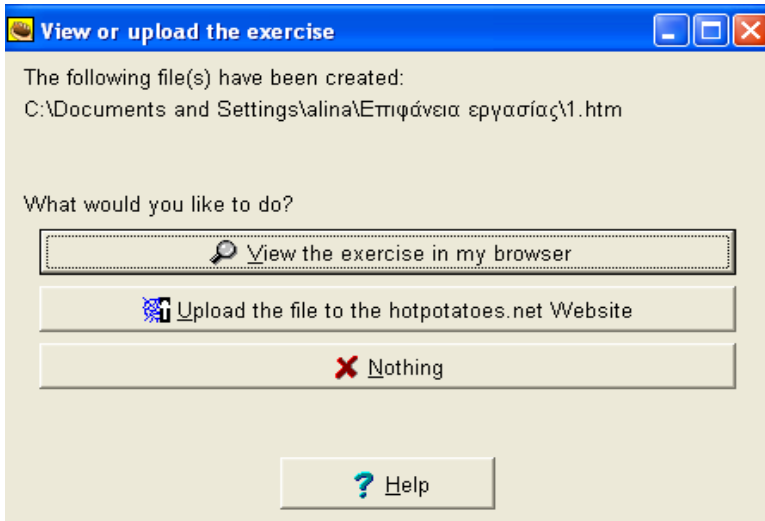 View or upload the exercise
The following file(s) have been created:
C:\Documents and Settings\alina\Επιφάνεια εργασίας\1.htm
What would you like to do?
View the exercise in my browser
Upload the file to the hotpotatoes.net Website
Nothing
? Help